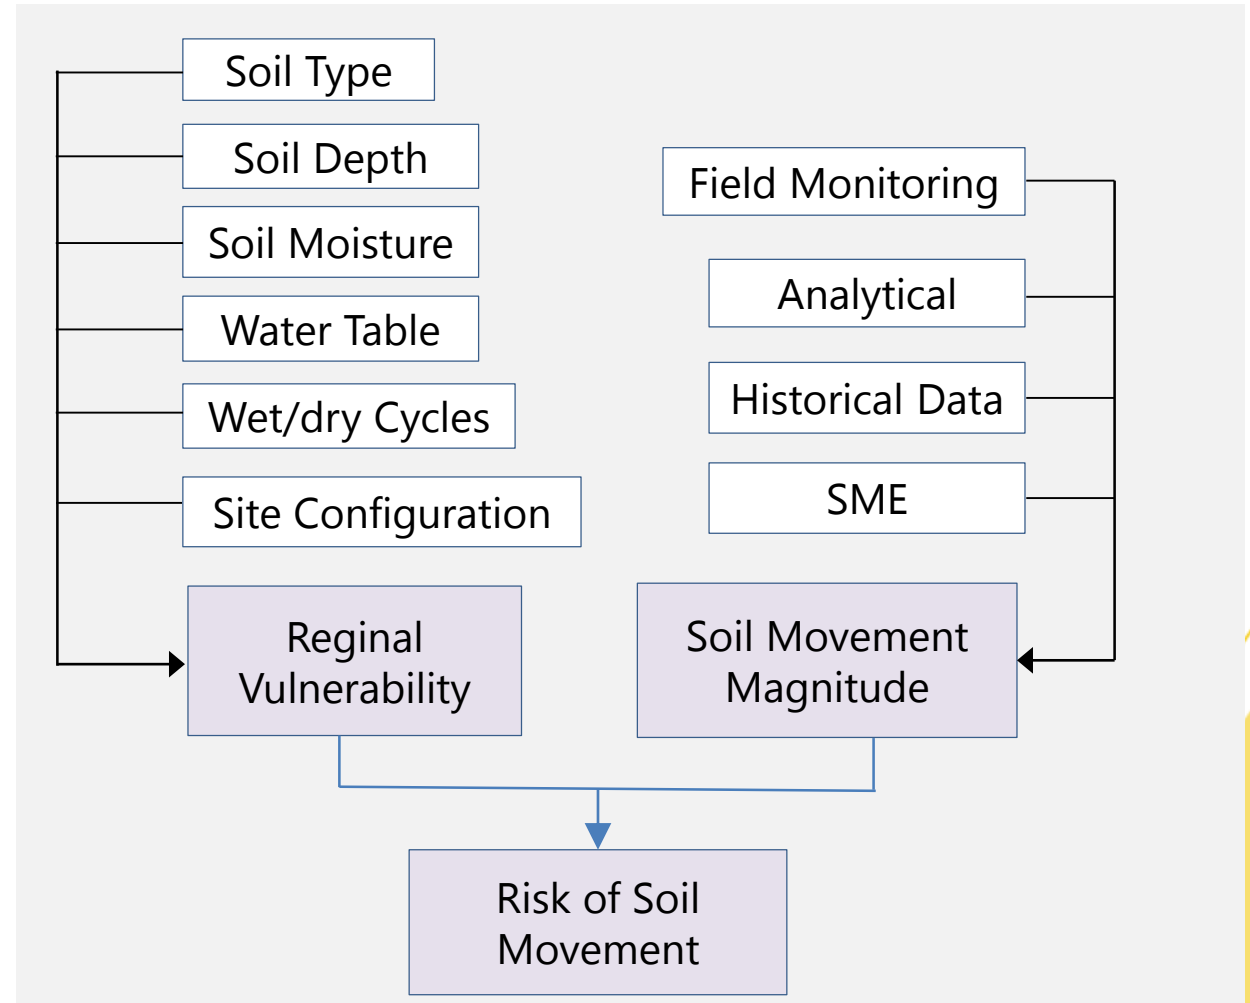 Soil Type
Soil Depth
Soil Moisture
Water Table
Wet/dry Cycles
Site Configuration
Field Monitoring
Analytical
Historical Data
SME
Reginal
Vulnerability
Soil Movement
Magnitude
Risk of Soil
Movement